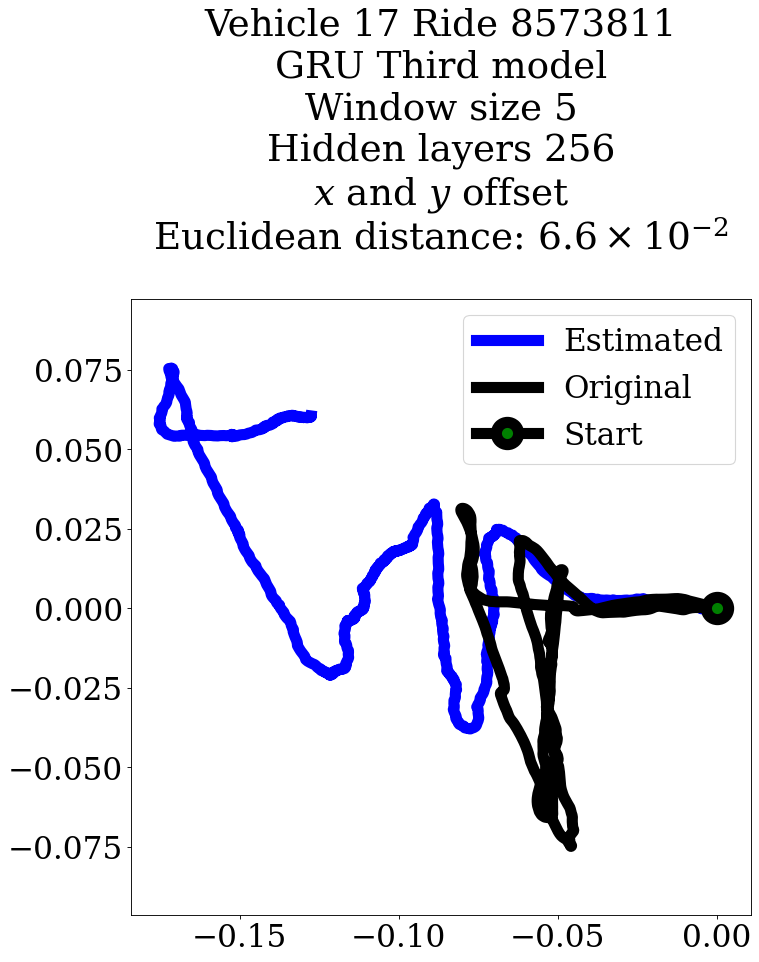 Vehicle 17 Ride 8573811
GRU Third model
Window size 5
Hidden layers 256
x and y offset
Euclidean distance: 6.6 × 10⁻²
Estimated
Original
Start
0.075
0.050
0.025
0.000
−0.025
−0.050
−0.075
−0.15 −0.10 −0.05 0.00